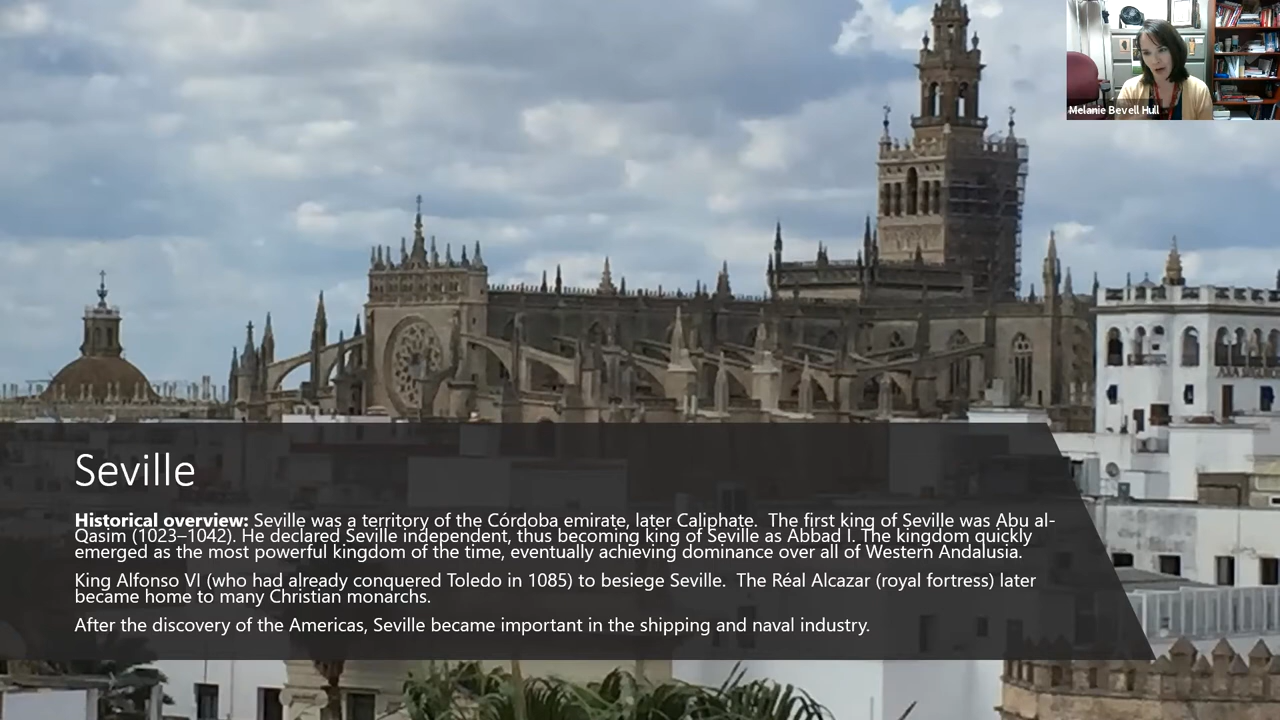 Melanie Bevell Hull
Seville
Historical overview: Seville was a territory of the Córdoba emirate, later Caliphate.  The first king of Seville was Abu al-
Qasim (1023–1042). He declared Seville independent, thus becoming king of Seville as Abbad I. The kingdom quickly
emerged as the most powerful kingdom of the time, eventually achieving dominance over all of Western Andalusia.
King Alfonso VI (who had already conquered Toledo in 1085) to besiege Seville.  The Réal Alcazar (royal fortress) later
became home to many Christian monarchs.
After the discovery of the Americas, Seville became important in the shipping and naval industry.